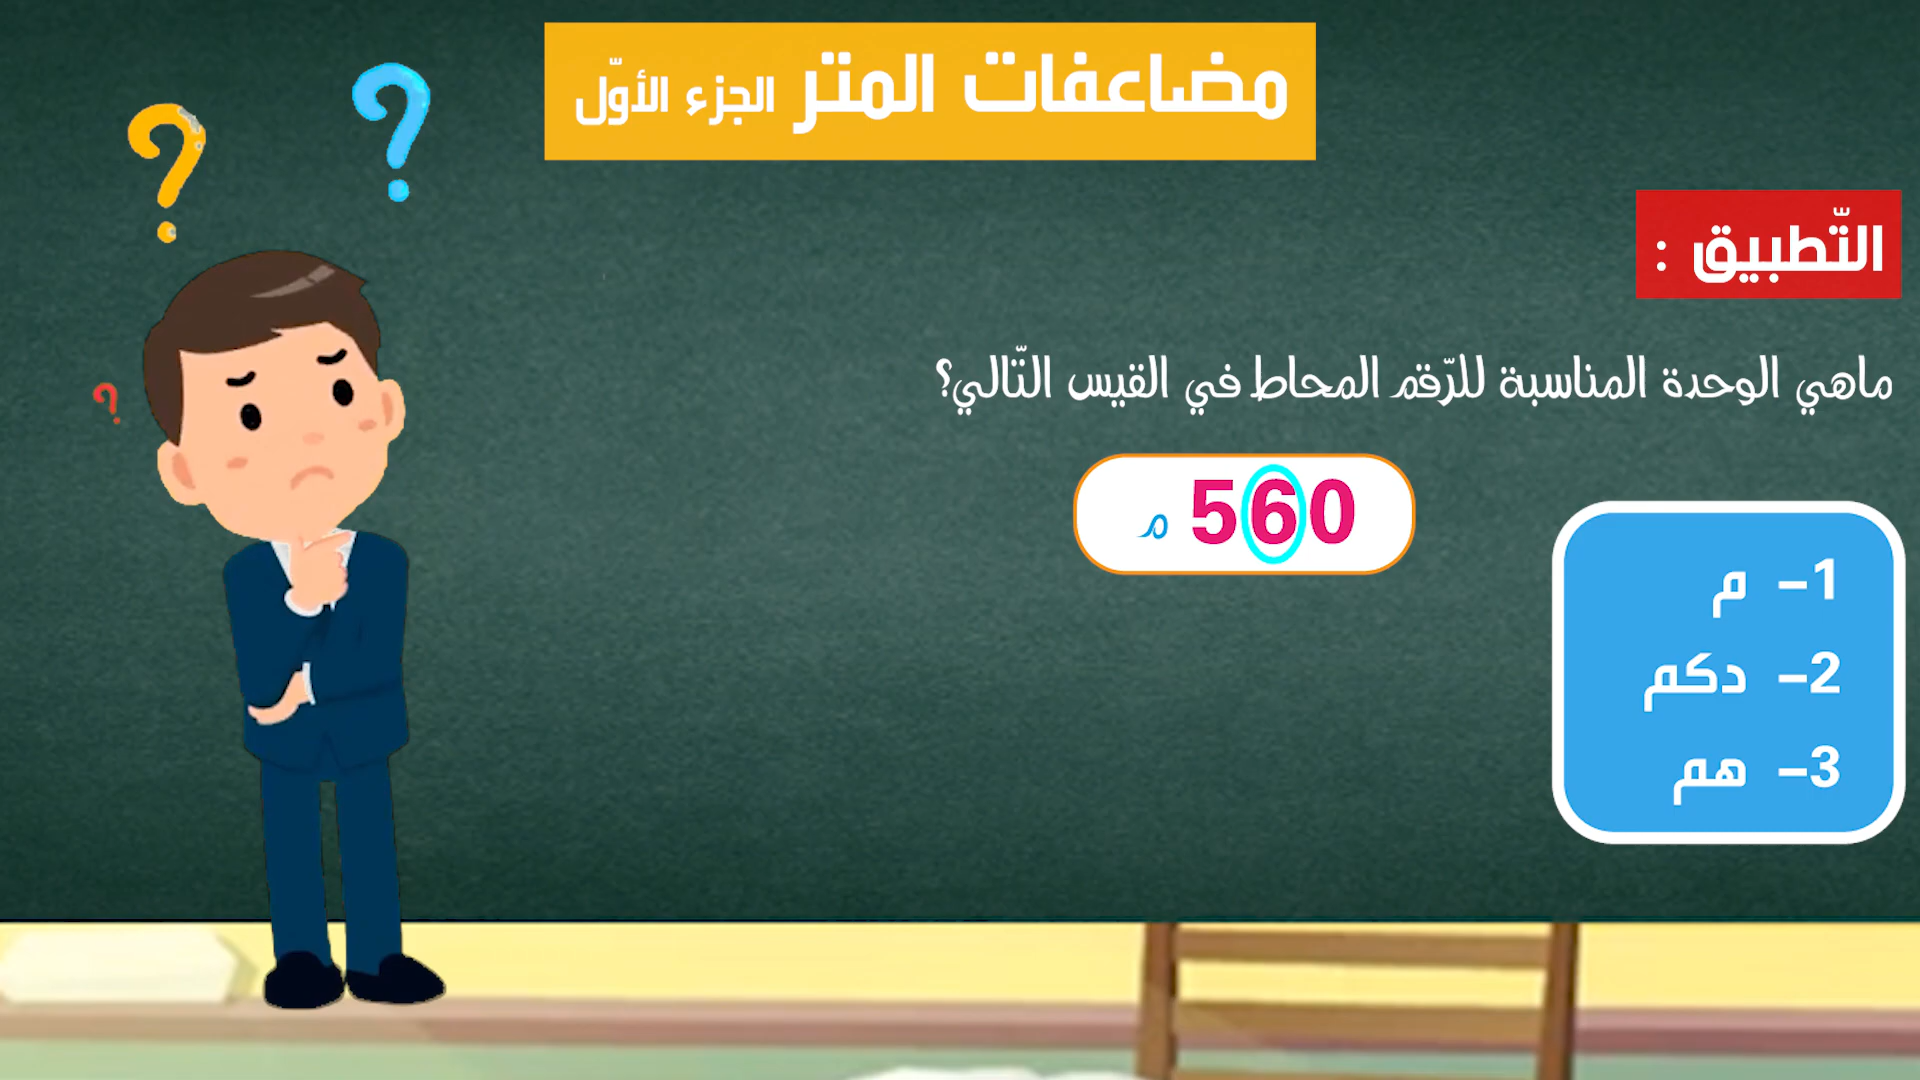 مضاعفات المتر الجزء الأوّل
التّطبيق :
ماهي الوحدة المناسبة للرّقم المحاط في القيس التّالي؟
560 م
1- م
2- دكم
3- هم